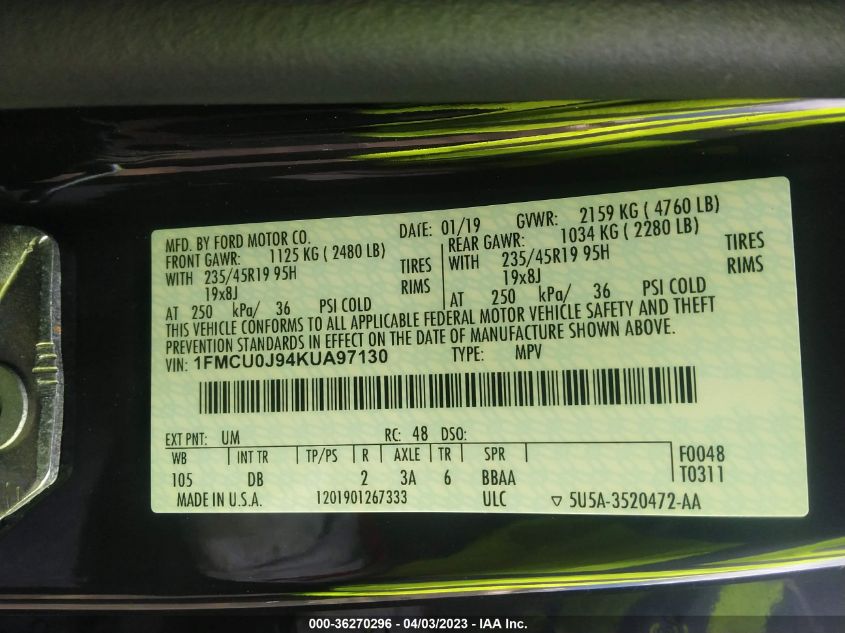 MFD. BY FORD MOTOR CO. DATE: 01/19 GVWR: 2159 KG ( 4760 LB)
FRONT GAWR: 1125 KG ( 2480 LB) REAR GAWR: 1034 KG ( 2280 LB)
WITH 235/45R19 95H TIRES WITH 235/45R19 95H TIRES
19x8J RIMS 19x8J RIMS
AT 250 kPa/ 36 PSI COLD AT 250 kPa/ 36 PSI COLD
THIS VEHICLE CONFORMS TO ALL APPLICABLE FEDERAL MOTOR VEHICLE SAFETY AND THEFT
PREVENTION STANDARDS IN EFFECT ON THE DATE OF MANUFACTURE SHOWN ABOVE.
VIN: 1FMCU0J94KUA97130 TYPE: MPV
EXT PNT: UM RC: 48 DSO:
WB INT TR TP/PS R AXLE TR SPR F0048
105 DB 2 3A 6 BBAA T0311
MADE IN U.S.A. 1201901267333 ULC ▽ 5U5A-3520472-AA
000-36270296 - 04/03/2023 - IAA Inc.